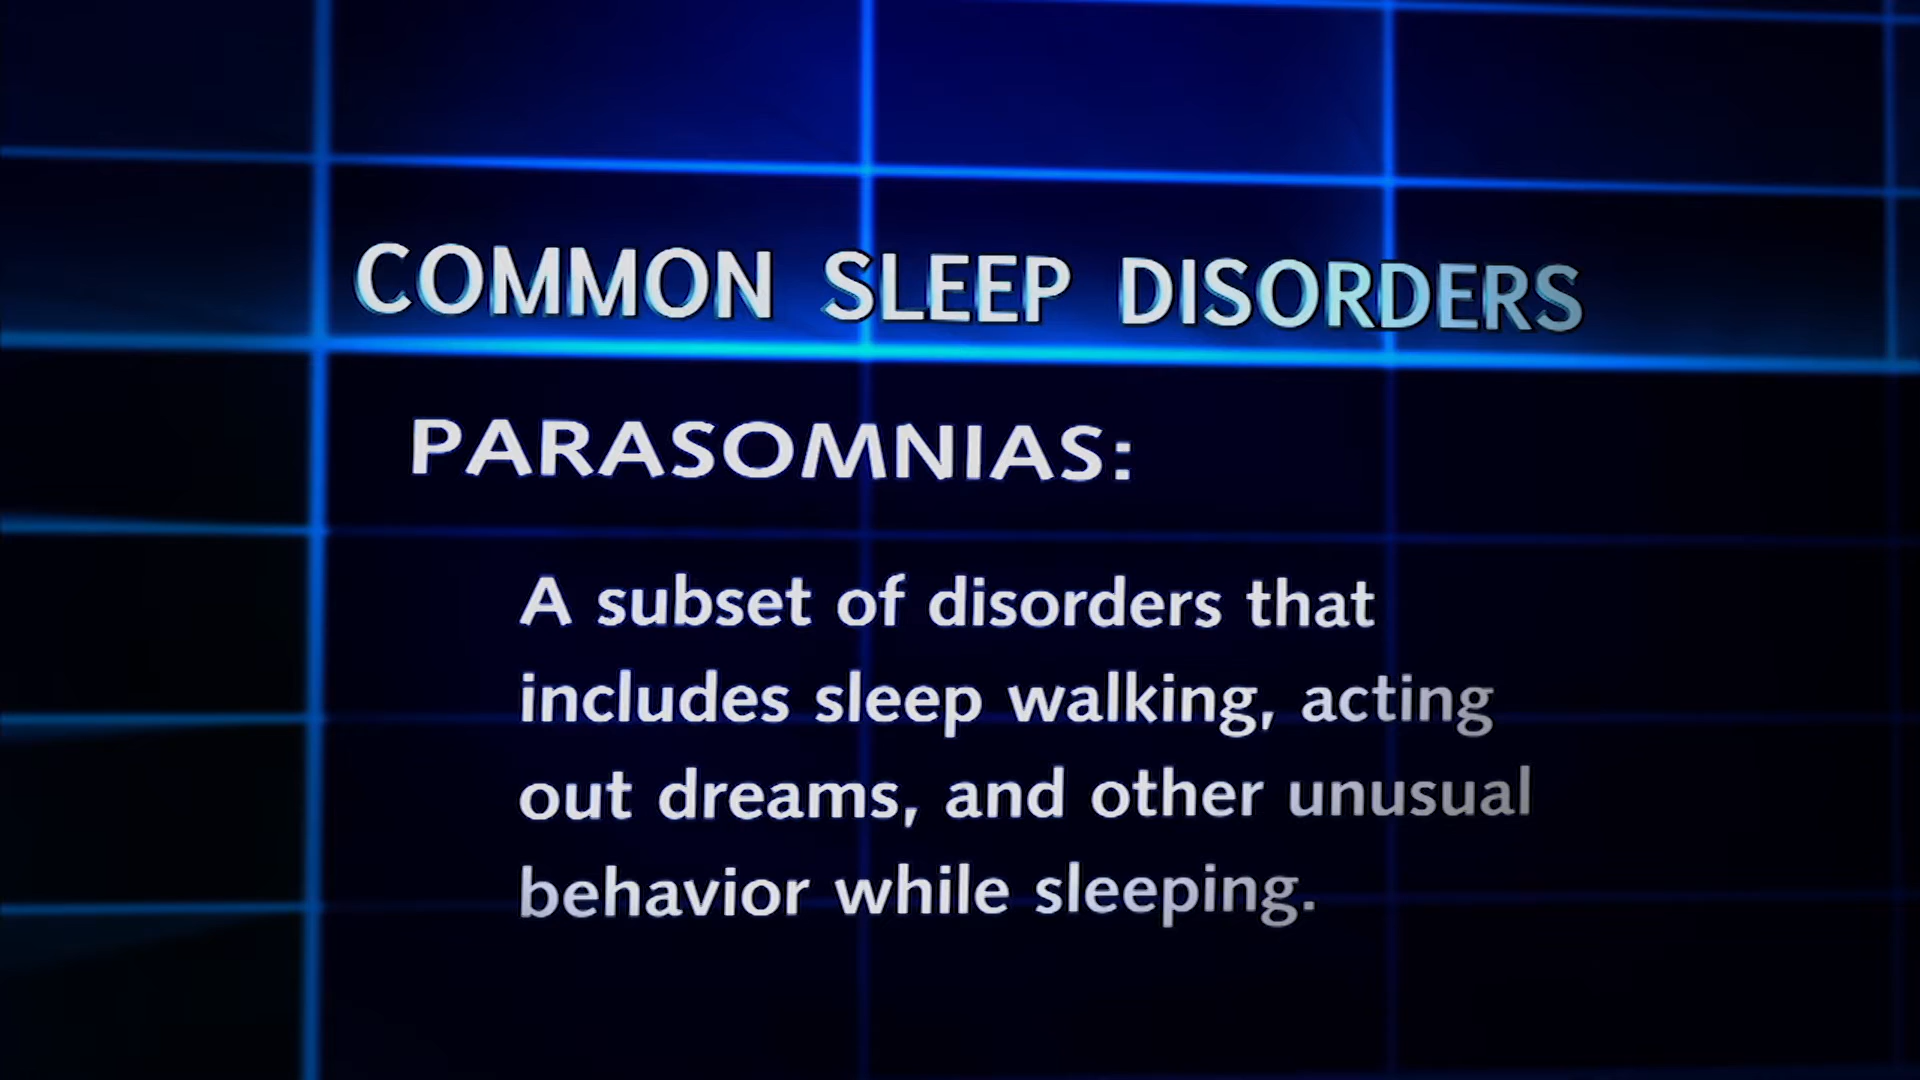 COMMON SLEEP DISORDERS
PARASOMNIAS:
A subset of disorders that
includes sleep walking, acting
out dreams, and other unusual
behavior while sleeping.